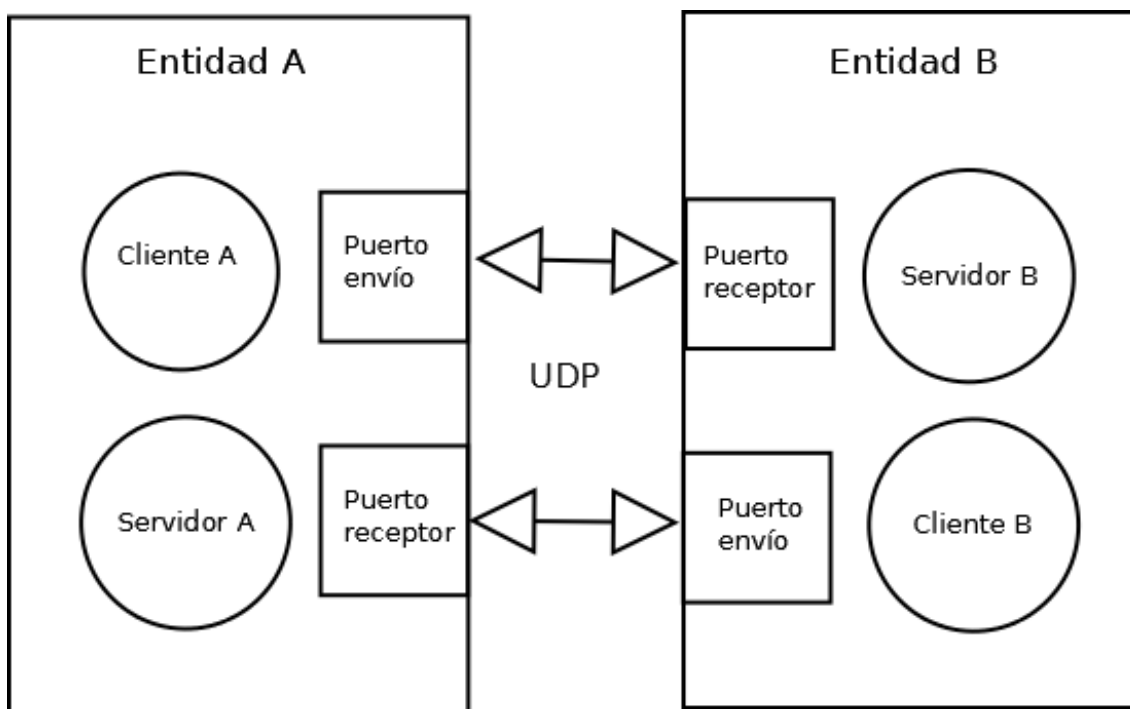 Entidad A
Entidad B
Cliente A
Puerto
envío
Puerto
receptor
Servidor B
UDP
Servidor A
Puerto
receptor
Puerto
envío
Cliente B